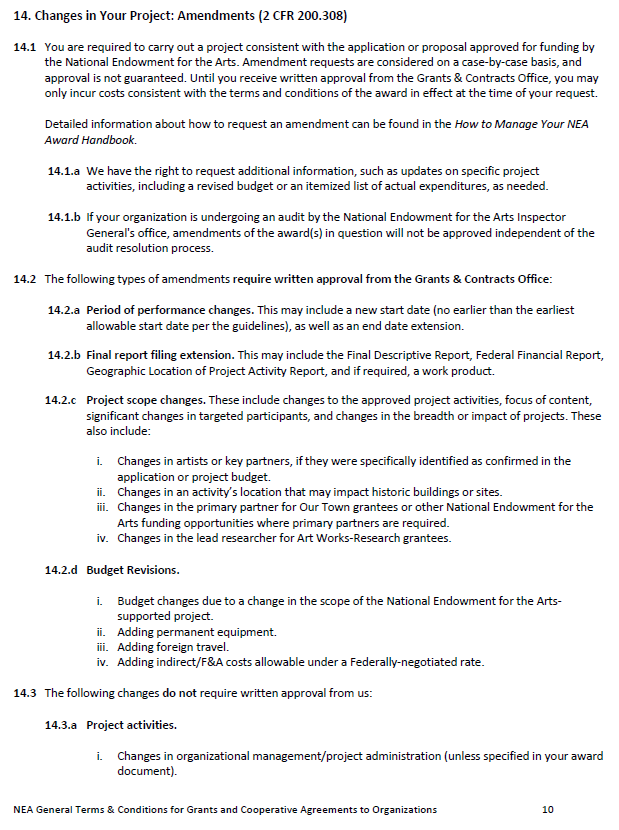 14. Changes in Your Project: Amendments (2 CFR 200.308)
14.1 You are required to carry out a project consistent with the application or proposal approved for funding by
the National Endowment for the Arts. Amendment requests are considered on a case-by-case basis, and
approval is not guaranteed. Until you receive written approval from the Grants & Contracts Office, you may
only incur costs consistent with the terms and conditions of the award in effect at the time of your request.
Detailed information about how to request an amendment can be found in the How to Manage Your NEA
Award Handbook.
14.1.a We have the right to request additional information, such as updates on specific project
activities, including a revised budget or an itemized list of actual expenditures, as needed.
14.1.b If your organization is undergoing an audit by the National Endowment for the Arts Inspector
General's office, amendments of the award(s) in question will not be approved independent of the
audit resolution process.
14.2 The following types of amendments require written approval from the Grants & Contracts Office:
14.2.a Period of performance changes. This may include a new start date (no earlier than the earliest
allowable start date per the guidelines), as well as an end date extension.
14.2.b Final report filing extension. This may include the Final Descriptive Report, Federal Financial Report,
Geographic Location of Project Activity Report, and if required, a work product.
14.2.c Project scope changes. These include changes to the approved project activities, focus of content,
significant changes in targeted participants, and changes in the breadth or impact of projects. These
also include:
i. Changes in artists or key partners, if they were specifically identified as confirmed in the
application or project budget.
ii. Changes in an activity's location that may impact historic buildings or sites.
iii. Changes in the primary partner for Our Town grantees or other National Endowment for the
Arts funding opportunities where primary partners are required.
iv. Changes in the lead researcher for Art Works-Research grantees.
14.2.d Budget Revisions.
i. Budget changes due to a change in the scope of the National Endowment for the Arts-
supported project.
ii. Adding permanent equipment.
iii. Adding foreign travel.
iv. Adding indirect/F&A costs allowable under a Federally-negotiated rate.
14.3 The following changes do not require written approval from us:
14.3.a Project activities.
i. Changes in organizational management/project administration (unless specified in your award
document).
NEA General Terms & Conditions for Grants and Cooperative Agreements to Organizations 10